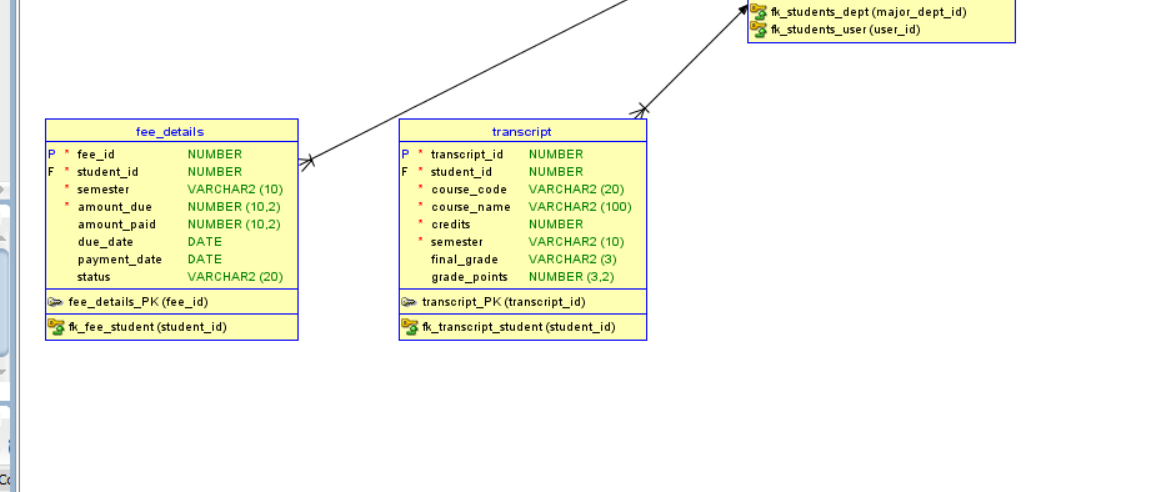 fk_students_dept (major_dept_id)
fk_students_user (user_id)
fee_details
P * fee_id NUMBER
F * student_id NUMBER
* semester VARCHAR2 (10)
* amount_due NUMBER (10,2)
amount_paid NUMBER (10,2)
due_date DATE
payment_date DATE
status VARCHAR2 (20)
fee_details_PK (fee_id)
fk_fee_student (student_id)
transcript
P * transcript_id NUMBER
F * student_id NUMBER
* course_code VARCHAR2 (20)
* course_name VARCHAR2 (100)
* credits NUMBER
* semester VARCHAR2 (10)
final_grade VARCHAR2 (3)
grade_points NUMBER (3,2)
transcript_PK (transcript_id)
fk_transcript_student (student_id)
Co